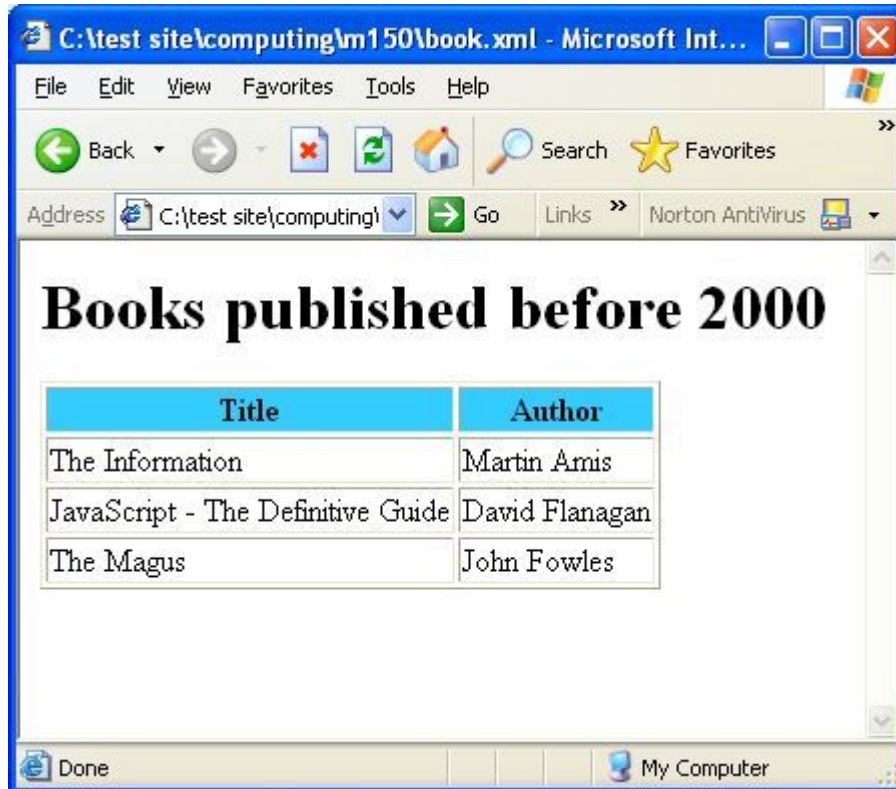 C:\test site\computing\m150\book.xml - Microsoft Int...
File Edit View Favorites Tools Help
Back Search Favorites »
Address C:\test site\computing\ Go Links » Norton AntiVirus
Books published before 2000
Title Author
The Information Martin Amis
JavaScript - The Definitive Guide David Flanagan
The Magus John Fowles
Done My Computer